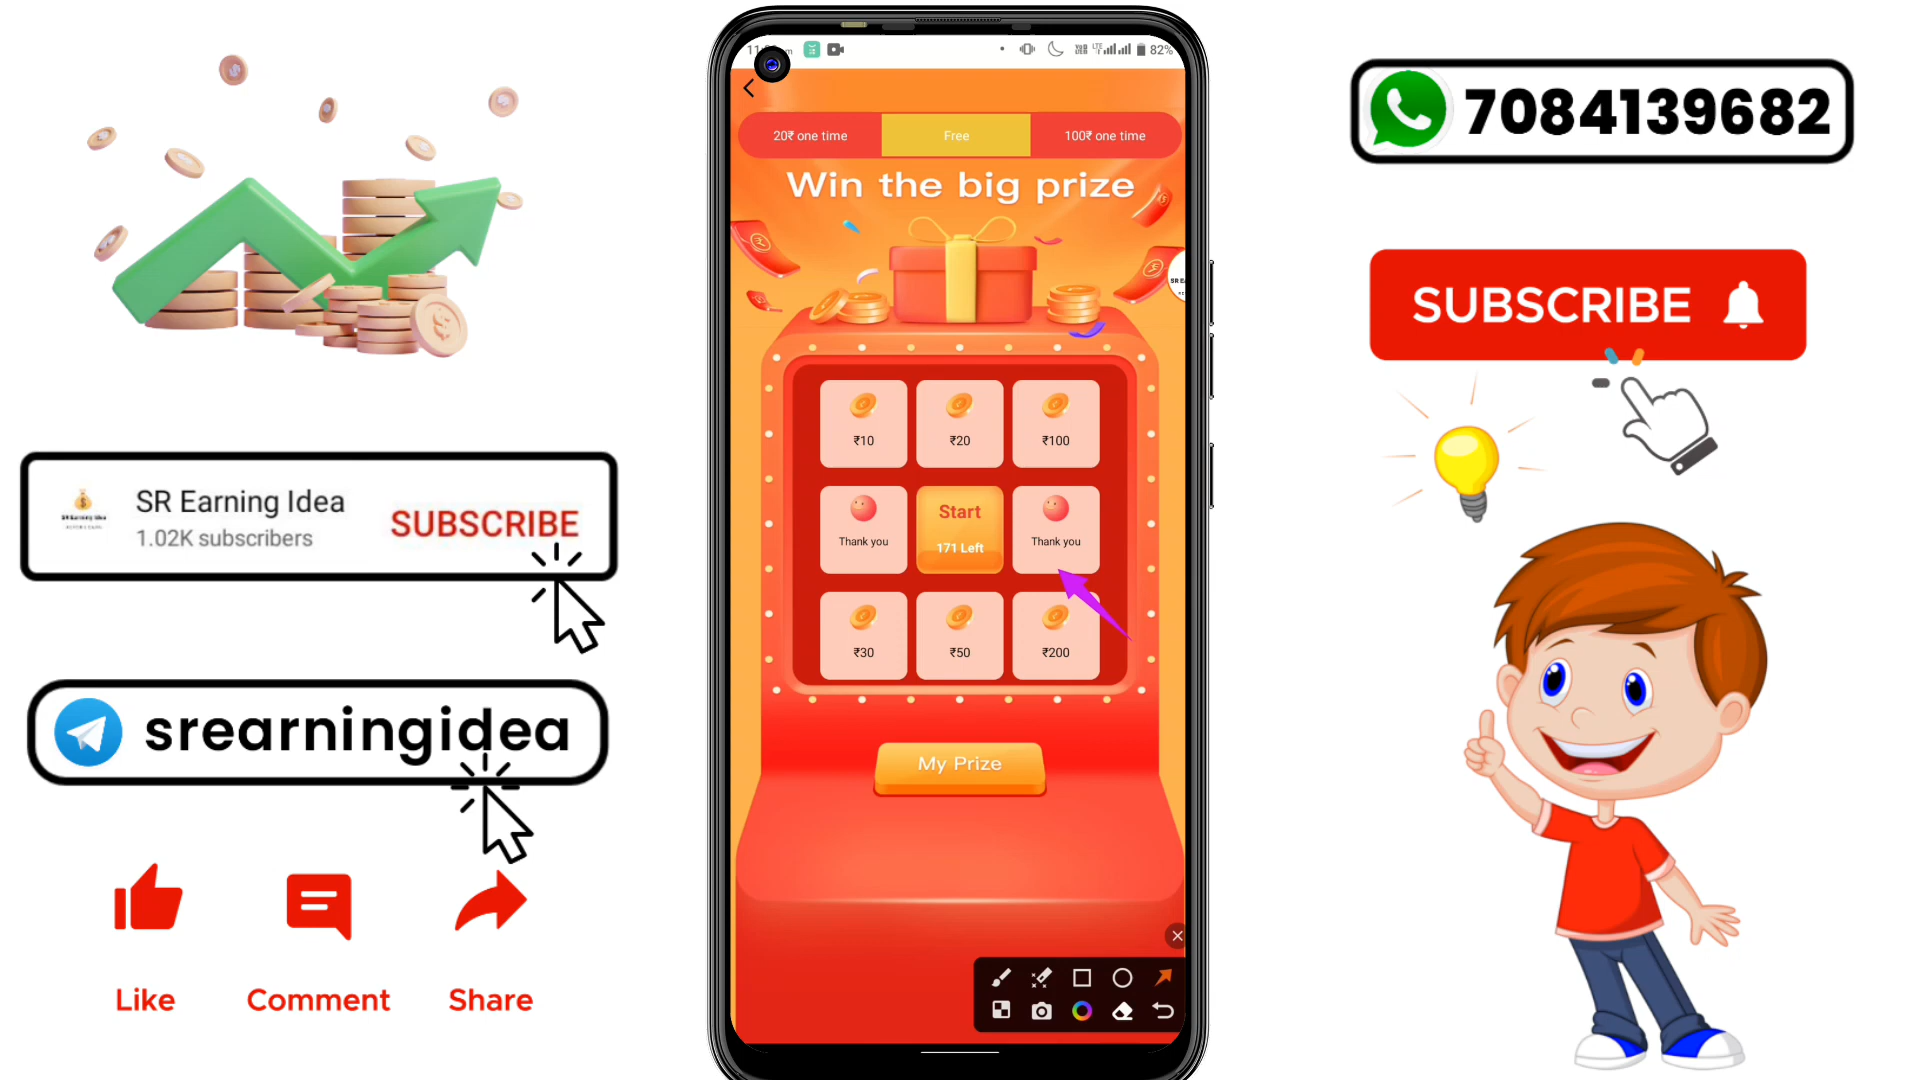 82%
20₹ one time
Free
100₹ one time
Win the big prize
₹10
₹20
₹100
Thank you
Start
171 Left
Thank you
₹30
₹50
₹200
My Prize
SR Earning Idea
1.02K subscribers
SUBSCRIBE
srearningidea
Like
Comment
Share
7084139682
SUBSCRIBE